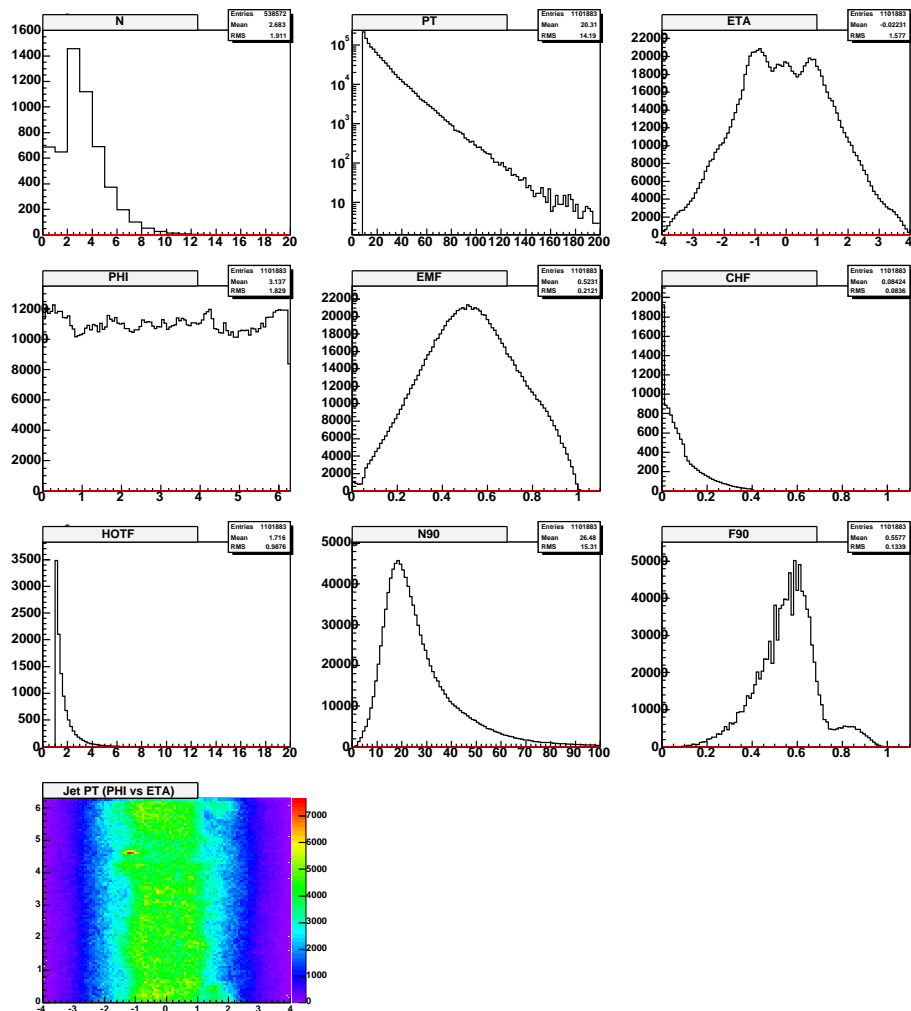 N
Entries 538572
Mean 2.683
RMS 1.911
1600
1400
1200
1000
800
600
400
200
0
0 2 4 6 8 10 12 14 16 18 20
PT
Entries 1101883
Mean 20.31
RMS 14.19
10^5
10^4
10^3
10^2
10
0 20 40 60 80 100 120 140 160 180 200
ETA
Entries 1101883
Mean -0.02231
RMS 1.577
22000
20000
18000
16000
14000
12000
10000
8000
6000
4000
2000
0
-4 -3 -2 -1 0 1 2 3 4
PHI
Entries 1101883
Mean 3.137
RMS 1.829
12000
10000
8000
6000
4000
2000
0
0 1 2 3 4 5 6
EMF
Entries 1101883
Mean 0.5231
RMS 0.2121
22000
20000
18000
16000
14000
12000
10000
8000
6000
4000
2000
0
0 0.2 0.4 0.6 0.8 1
CHF
Entries 1101883
Mean 0.08424
RMS 0.0836
2000
1800
1600
1400
1200
1000
800
600
400
200
0
0 0.2 0.4 0.6 0.8 1
HOTF
Entries 1101883
Mean 1.716
RMS 0.9876
3500
3000
2500
2000
1500
1000
500
0
0 2 4 6 8 10 12 14 16 18 20
N90
Entries 1101883
Mean 26.48
RMS 15.31
50000
40000
30000
20000
10000
0
0 10 20 30 40 50 60 70 80 90 100
F90
Entries 1101883
Mean 0.5577
RMS 0.1339
50000
40000
30000
20000
10000
0
0 0.2 0.4 0.6 0.8 1
Jet PT (PHI vs ETA)
6
5
4
3
2
1
0
-4 -3 -2 -1 0 1 2 3 4
7000
6000
5000
4000
3000
2000
1000
0